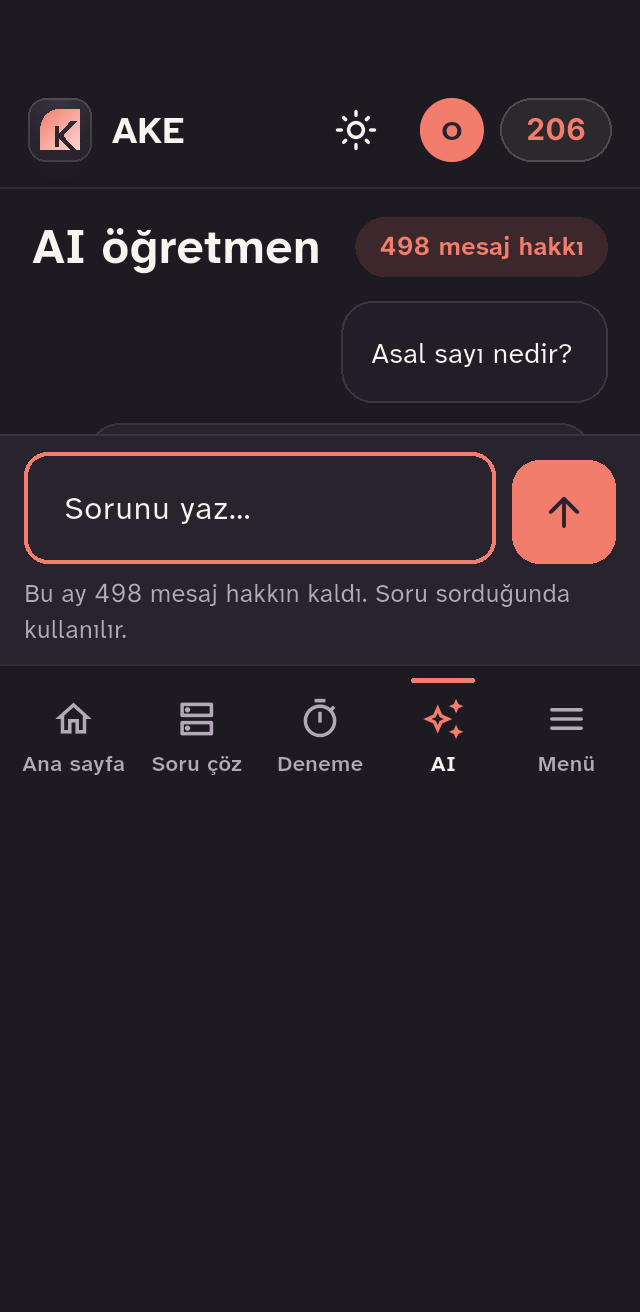 AKE
O
206
AI öğretmen
498 mesaj hakkı
Asal sayı nedir?
Sorunu yaz...
Bu ay 498 mesaj hakkın kaldı. Soru sorduğunda
kullanılır.
Ana sayfa
Soru çöz
Deneme
AI
Menü